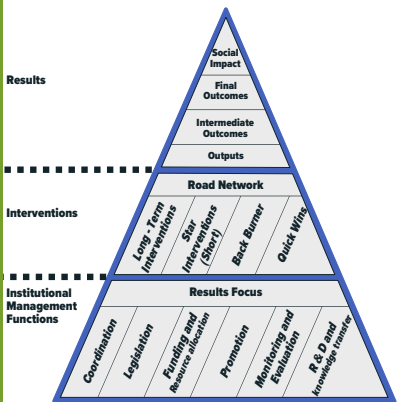 Results
Social
Impact
Final
Outcomes
Intermediate
Outcomes
Outputs
Interventions
Road Network
Long - Term
Interventions
Star
Interventions
(Short)
Back Burner
Quick Wins
Institutional
Management
Functions
Results Focus
Coordination
Legislation
Funding and
Resource allocation
Promotion
Monitoring and
Evaluation
R & D and
knowledge transfer